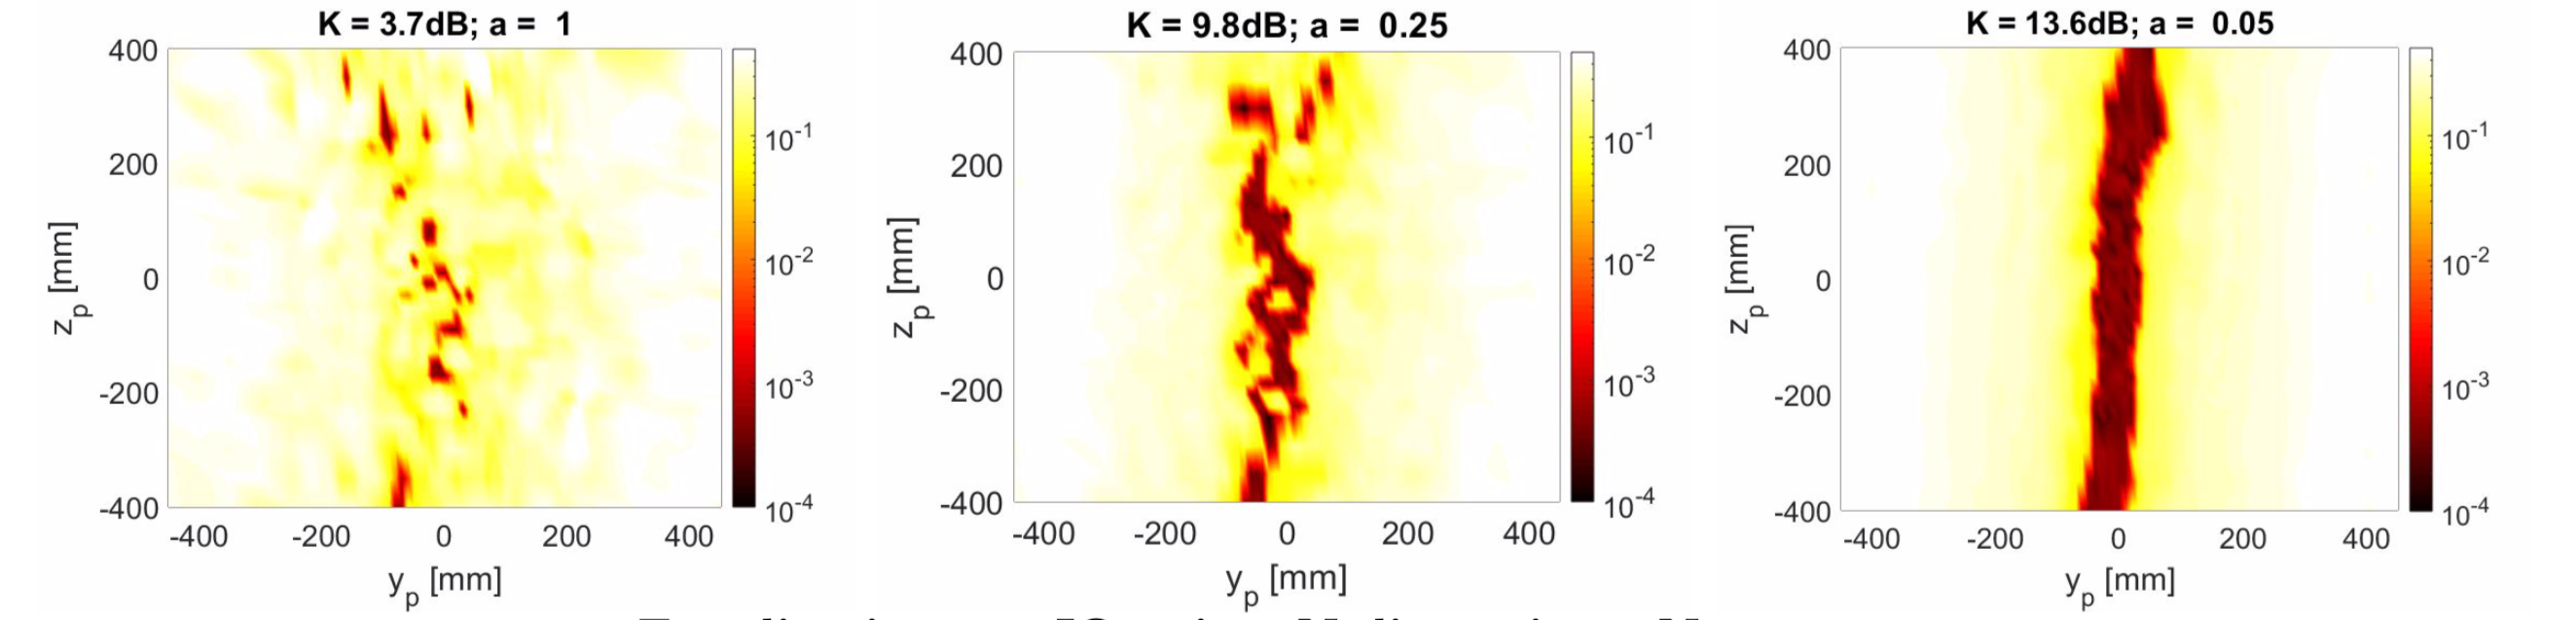 K = 3.7dB; a = 1
400
200
0
-200
-400
z_p [mm]
-400 -200 0 200 400
y_p [mm]
10^-1
10^-2
10^-3
10^-4
K = 9.8dB; a = 0.25
400
200
0
-200
-400
z_p [mm]
-400 -200 0 200 400
y_p [mm]
10^-1
10^-2
10^-3
10^-4
K = 13.6dB; a = 0.05
400
200
0
-200
-400
z_p [mm]
-400 -200 0 200 400
y_p [mm]
10^-1
10^-2
10^-3
10^-4